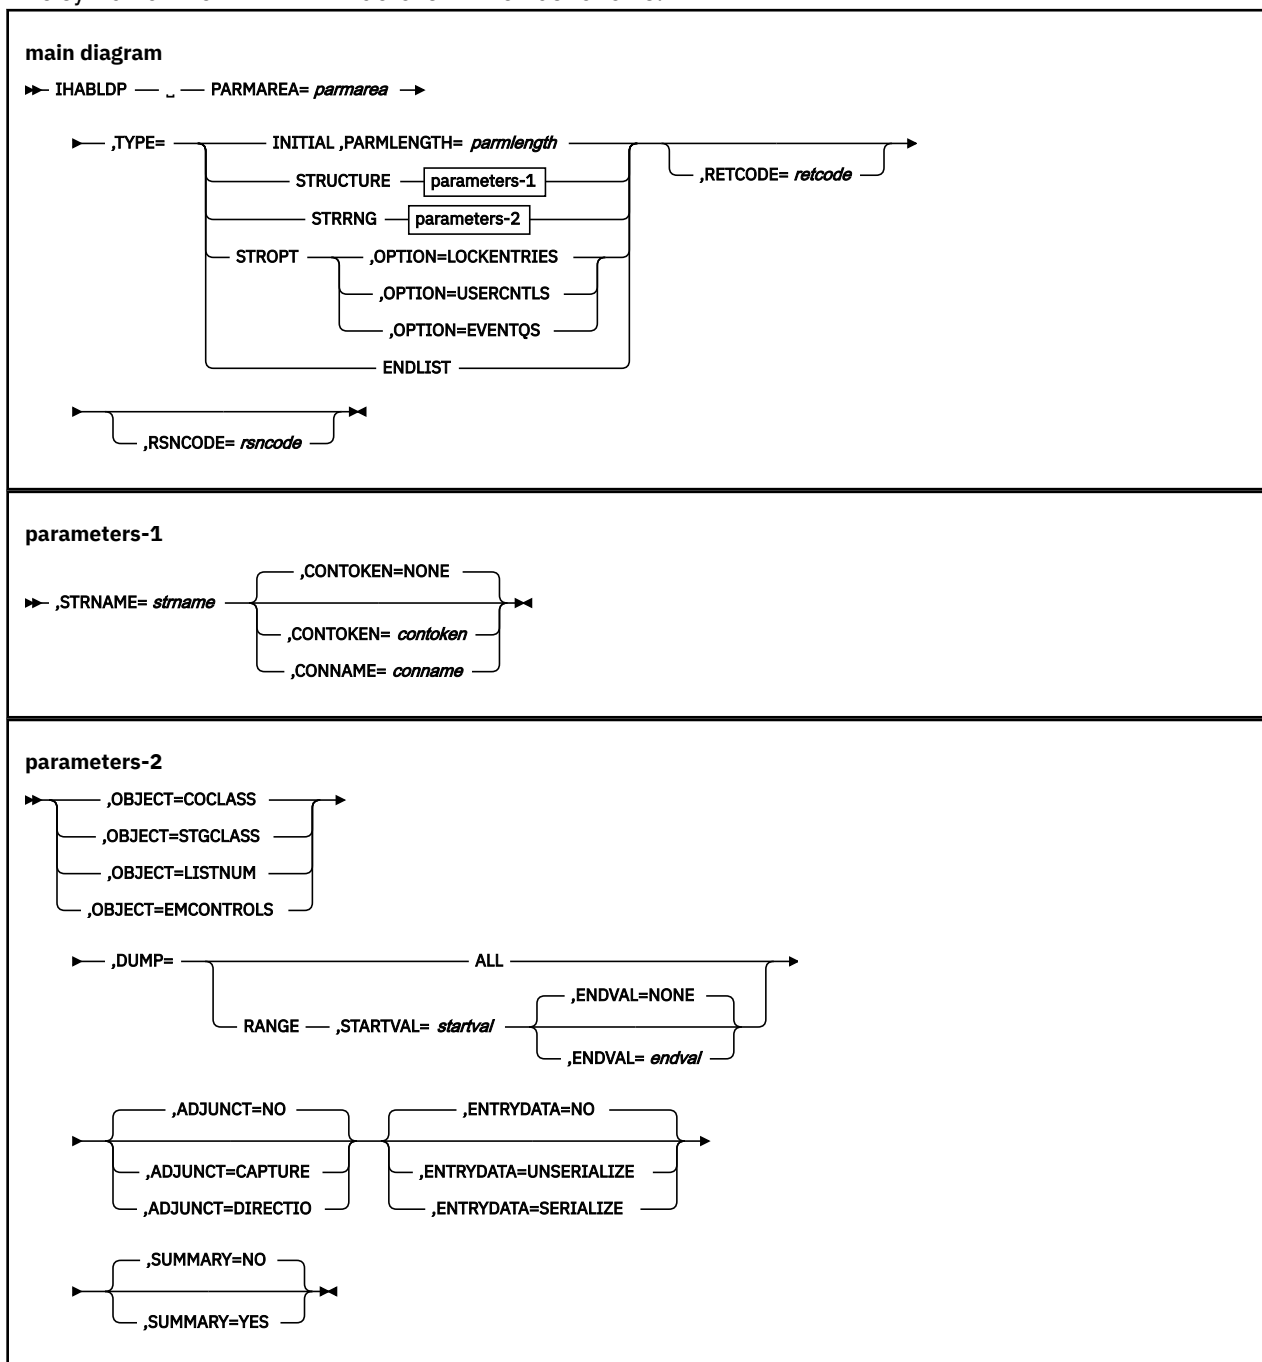 main diagram
IHABLDP ␣ PARMAREA= parmarea
,TYPE= INITIAL ,PARMLENGTH= parmlength
,RETCODE= retcode
STRUCTURE parameters-1
STRRNG parameters-2
STROPT ,OPTION=LOCKENTRIES
,OPTION=USERCNTLS
,OPTION=EVENTQS
ENDLIST
,RSNCODE= rsncode
parameters-1
,CONTOKEN=NONE
,STRNAME= strname
,CONTOKEN= contoken
,CONNAME= conname
parameters-2
,OBJECT=COCLASS
,OBJECT=STGCLASS
,OBJECT=LISTNUM
,OBJECT=EMCONTROLS
,DUMP= ALL
,ENDVAL=NONE
RANGE ,STARTVAL= startval
,ENDVAL= endval
,ADJUNCT=NO ,ENTRYDATA=NO
,ADJUNCT=CAPTURE ,ENTRYDATA=UNSERIALIZE
,ADJUNCT=DIRECTIO ,ENTRYDATA=SERIALIZE
,SUMMARY=NO
,SUMMARY=YES